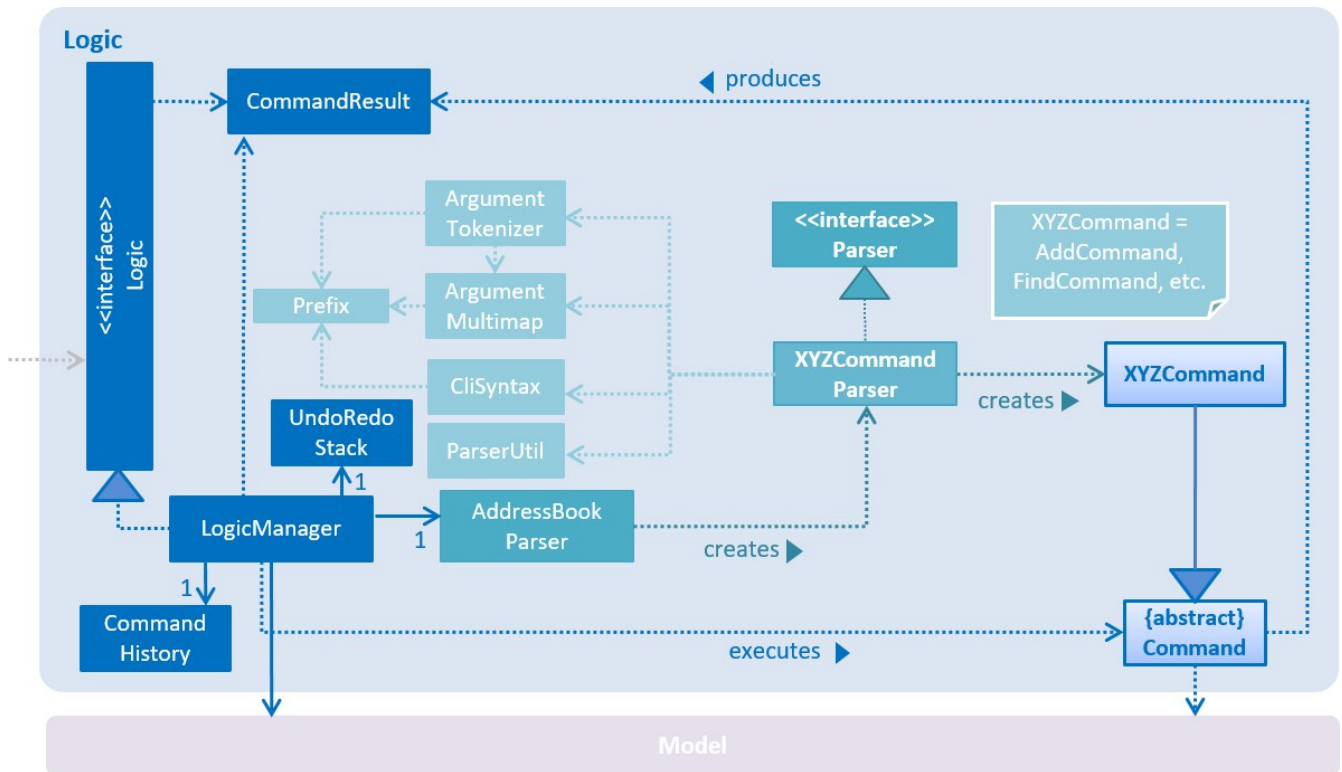 Logic
<<interface>>
Logic
CommandResult
produces
Argument
Tokenizer
<<interface>>
Parser
XYZCommand =
AddCommand,
FindCommand, etc.
Prefix
Argument
Multimap
XYZCommand
Parser
creates
XYZCommand
CliSyntax
UndoRedo
Stack
ParserUtil
1
LogicManager
1
AddressBook
Parser
creates
1
Command
History
executes
{abstract}
Command
Model